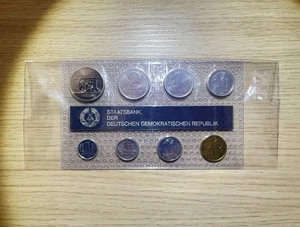 STAATSBANK
DER
DEUTSCHEN DEMOKRATISCHEN REPUBLIK